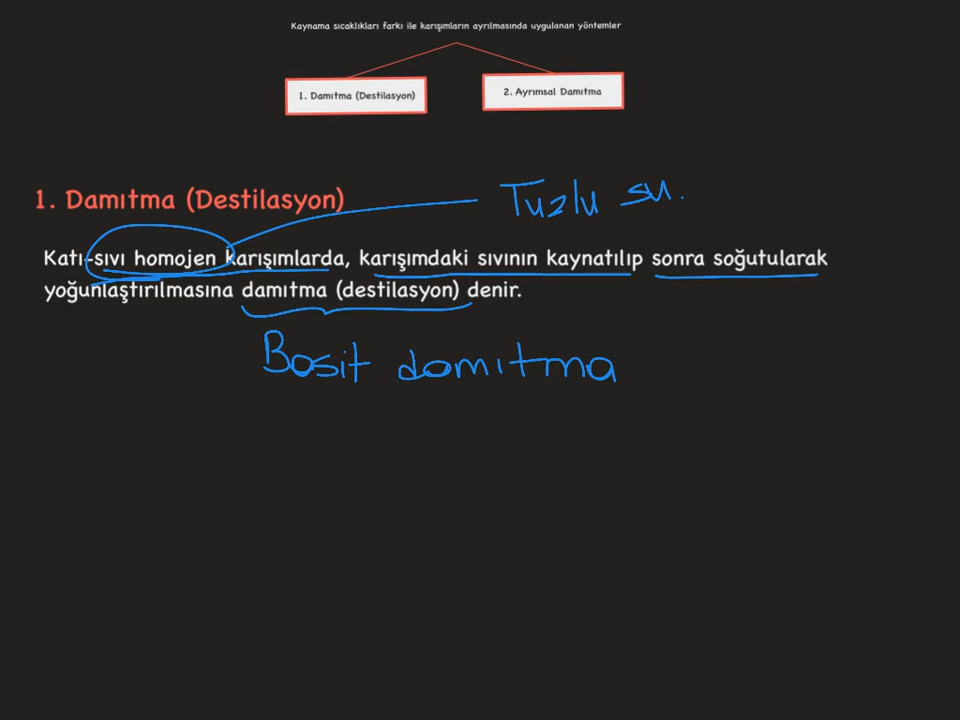 Kaynama sıcaklıkları farkı ile karışımların ayrılmasında uygulanan yöntemler
1. Damıtma (Destilasyon)
2. Ayrımsal Damıtma
1. Damıtma (Destilasyon)
Tuzlu su.
Katı-sıvı homojen karışımlarda, karışımdaki sıvının kaynatılıp sonra soğutularak
yoğunlaştırılmasına damıtma (destilasyon) denir.
Basit damıtma